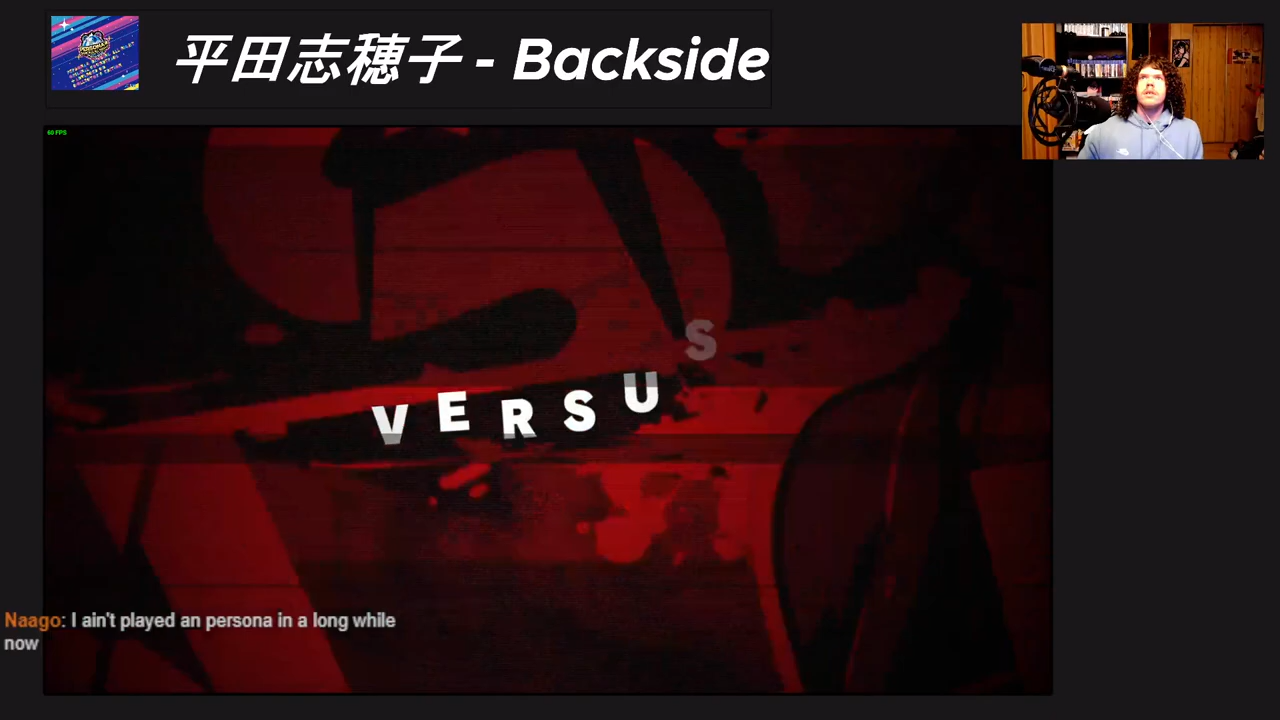 平田志穂子 - Backside
60 FPS
VERSUS
Naago: I ain't played an persona in a long while
now